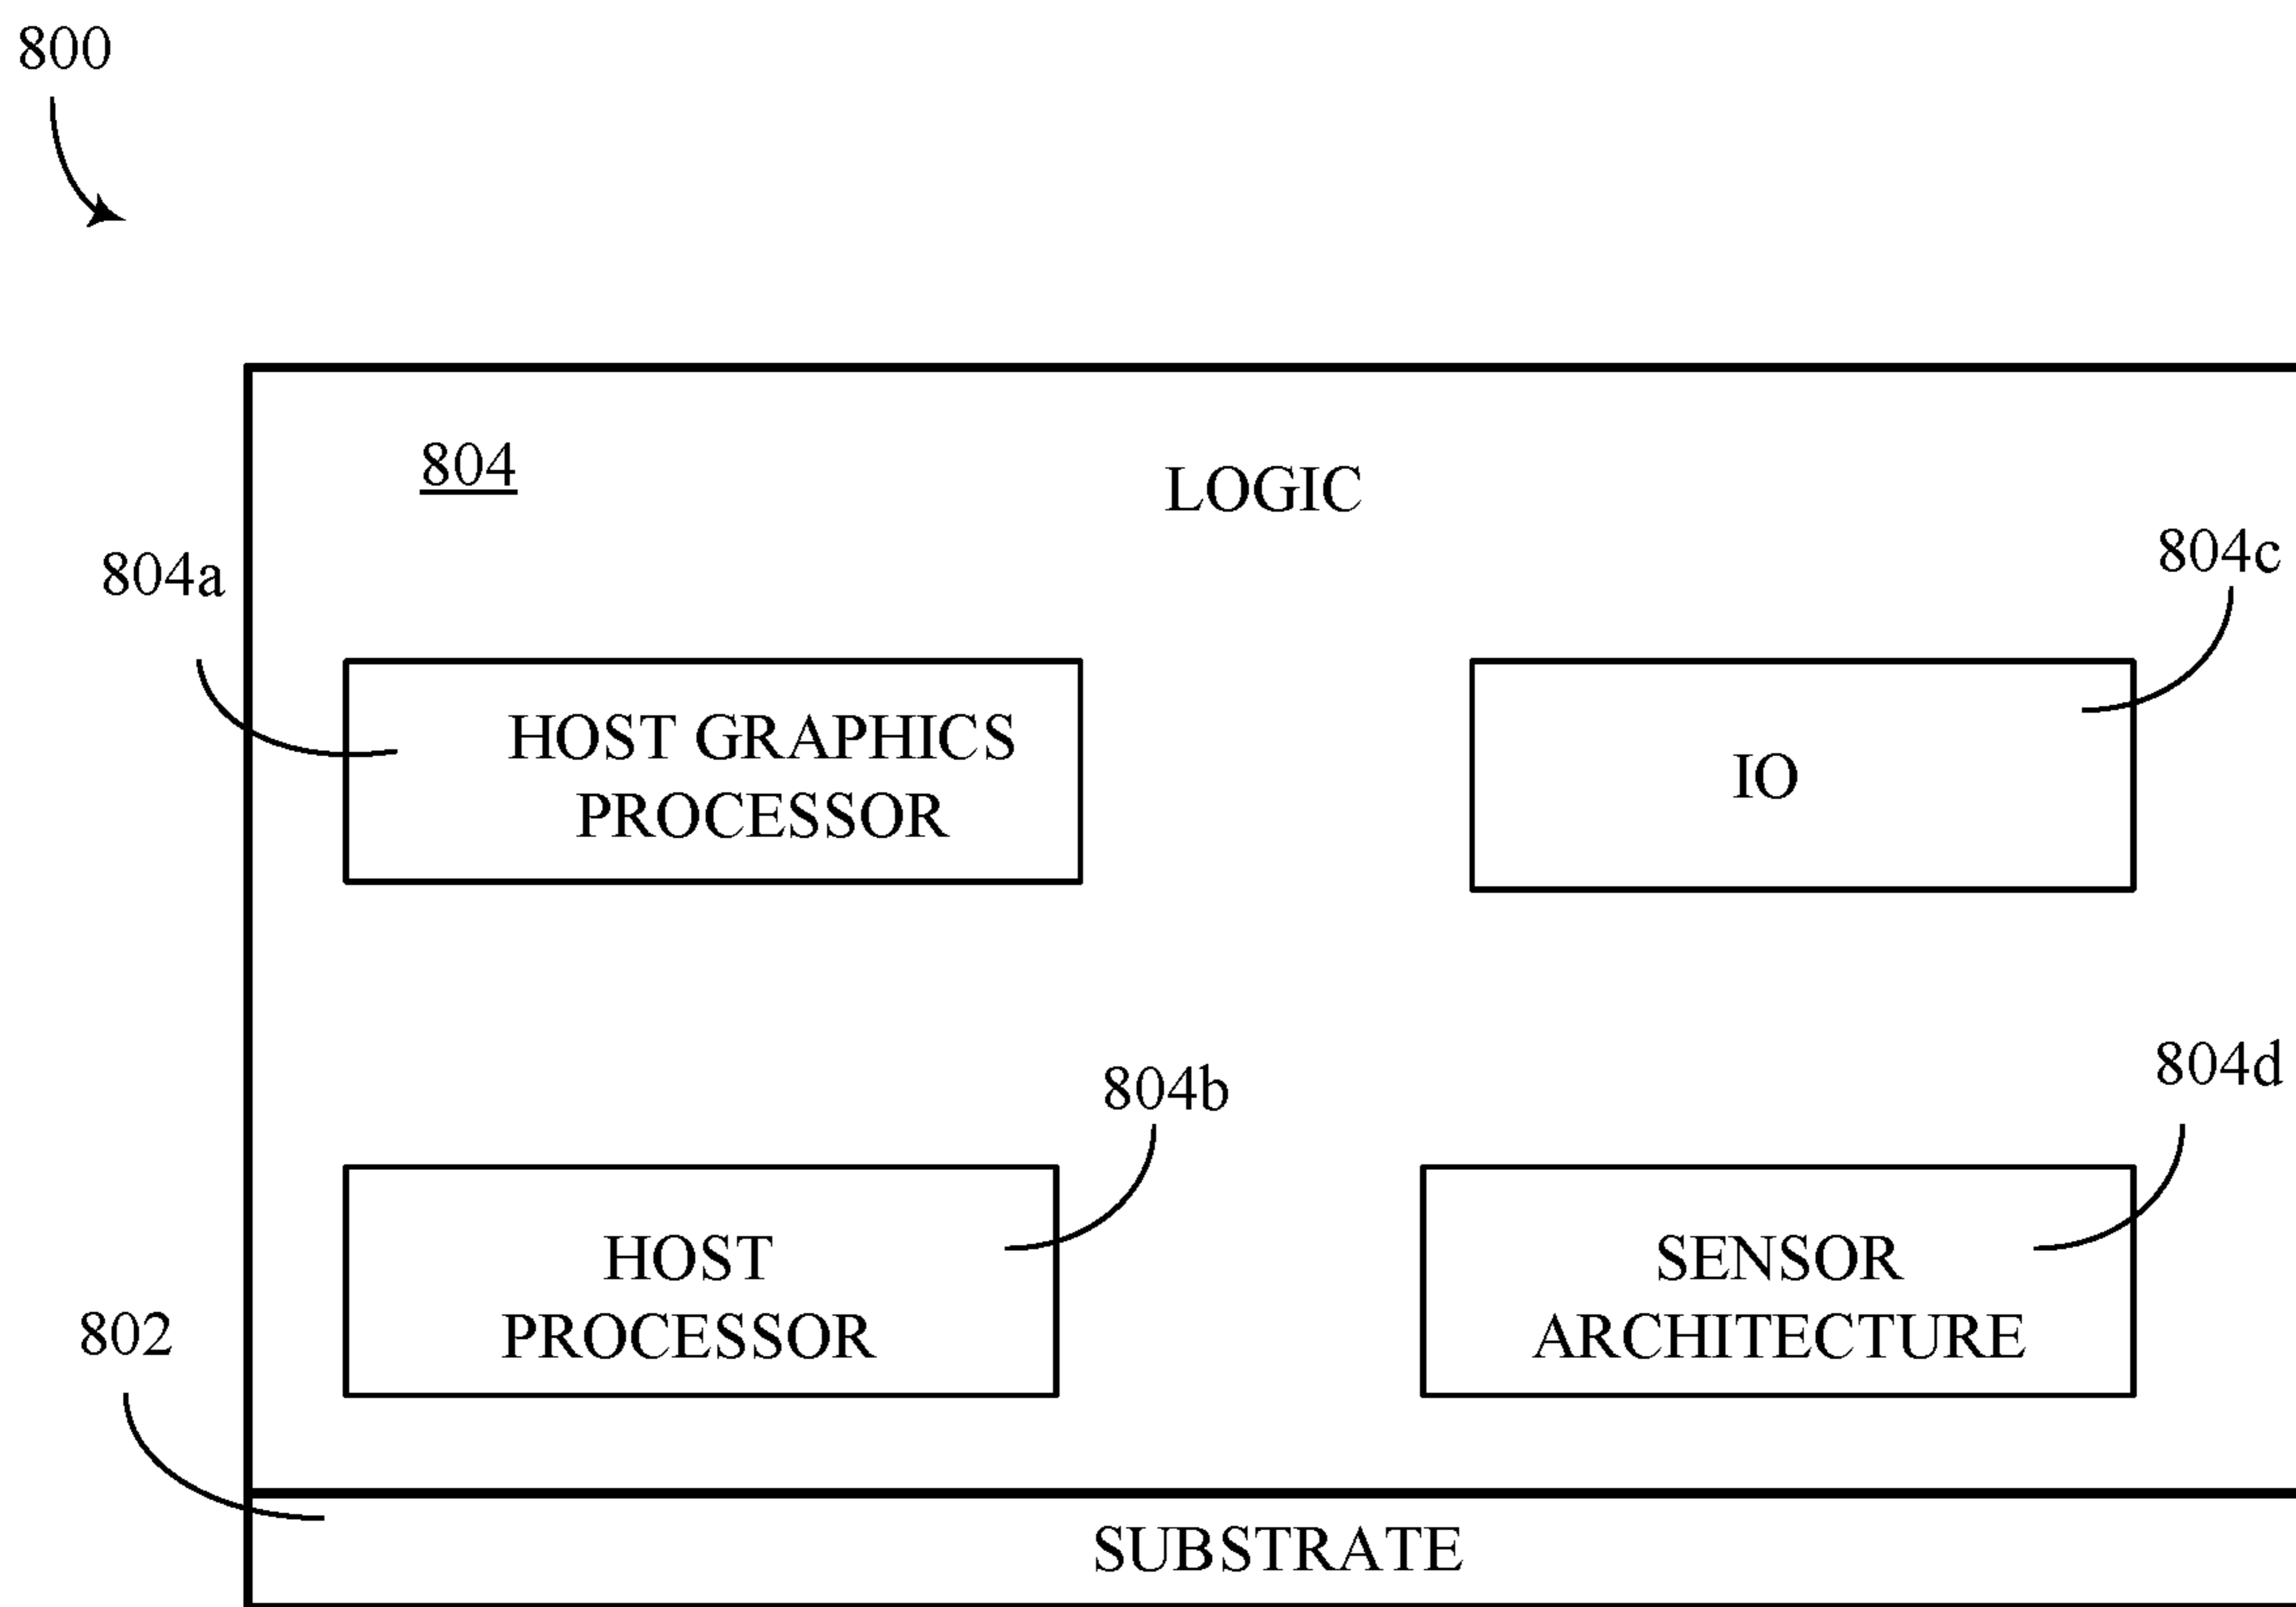 800
804
LOGIC
804c
804a
HOST GRAPHICS
PROCESSOR
IO
804b
804d
HOST
PROCESSOR
SENSOR
ARCHITECTURE
802
SUBSTRATE